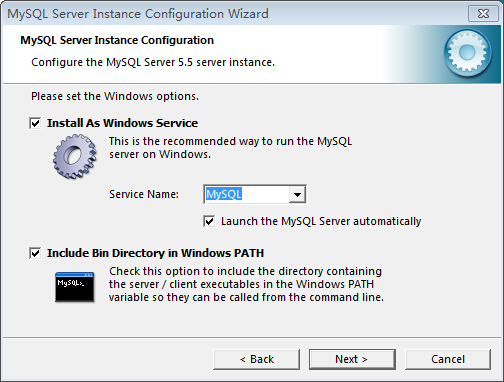 MySQL Server Instance Configuration Wizard
MySQL Server Instance Configuration
Configure the MySQL Server 5.5 server instance.
Please set the Windows options.
Install As Windows Service
This is the recommended way to run the MySQL
server on Windows.
Service Name: MySQL
Launch the MySQL Server automatically
Include Bin Directory in Windows PATH
MySQL>_
Check this option to include the directory containing
the server / client executables in the Windows PATH
variable so they can be called from the command line.
< Back Next > Cancel